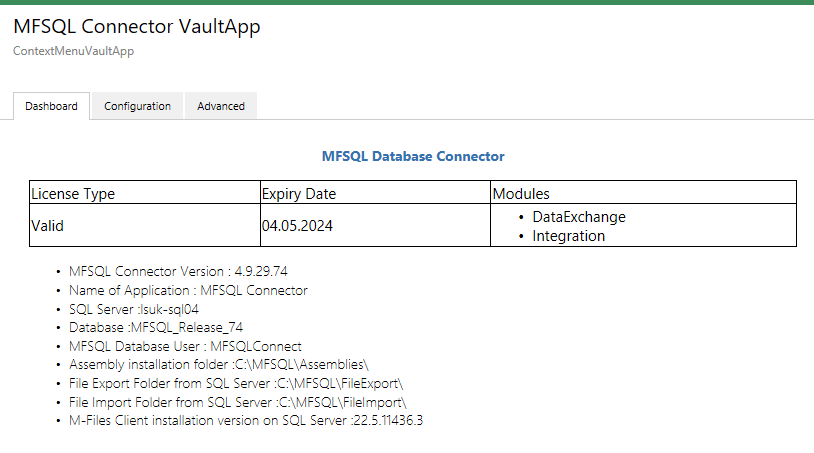 MFSQL Connector VaultApp
ContextMenuVaultApp
Dashboard Configuration Advanced
MFSQL Database Connector
License Type Expiry Date Modules
Valid 04.05.2024
• DataExchange
• Integration
• MFSQL Connector Version : 4.9.29.74
• Name of Application : MFSQL Connector
• SQL Server :lsuk-sql04
• Database :MFSQL_Release_74
• MFSQL Database User : MFSQLConnect
• Assembly installation folder :C:\MFSQL\Assemblies\
• File Export Folder from SQL Server :C:\MFSQL\FileExport\
• File Import Folder from SQL Server :C:\MFSQL\FileImport\
• M-Files Client installation version on SQL Server :22.5.11436.3